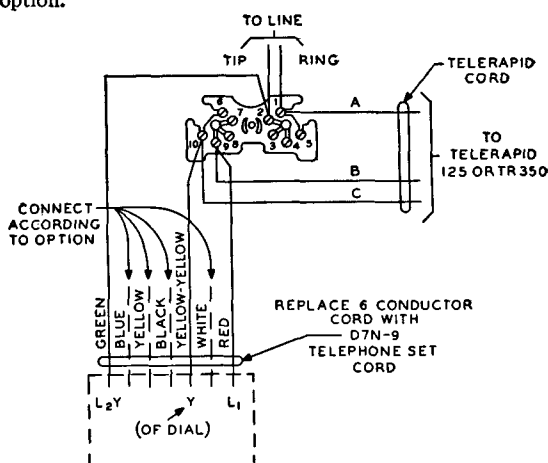 option.
TO LINE
TIP RING
TELERAPID
CORD
6 7 2 1
10 9 8 3 4 5
A
B
C
TO
TELERAPID
125 OR TR350
CONNECT
ACCORDING
TO OPTION
GREEN
BLUE
YELLOW
BLACK
YELLOW-YELLOW
WHITE
RED
REPLACE 6 CONDUCTOR
CORD WITH
D7N-9
TELEPHONE SET
CORD
L2Y Y L1
(OF DIAL)